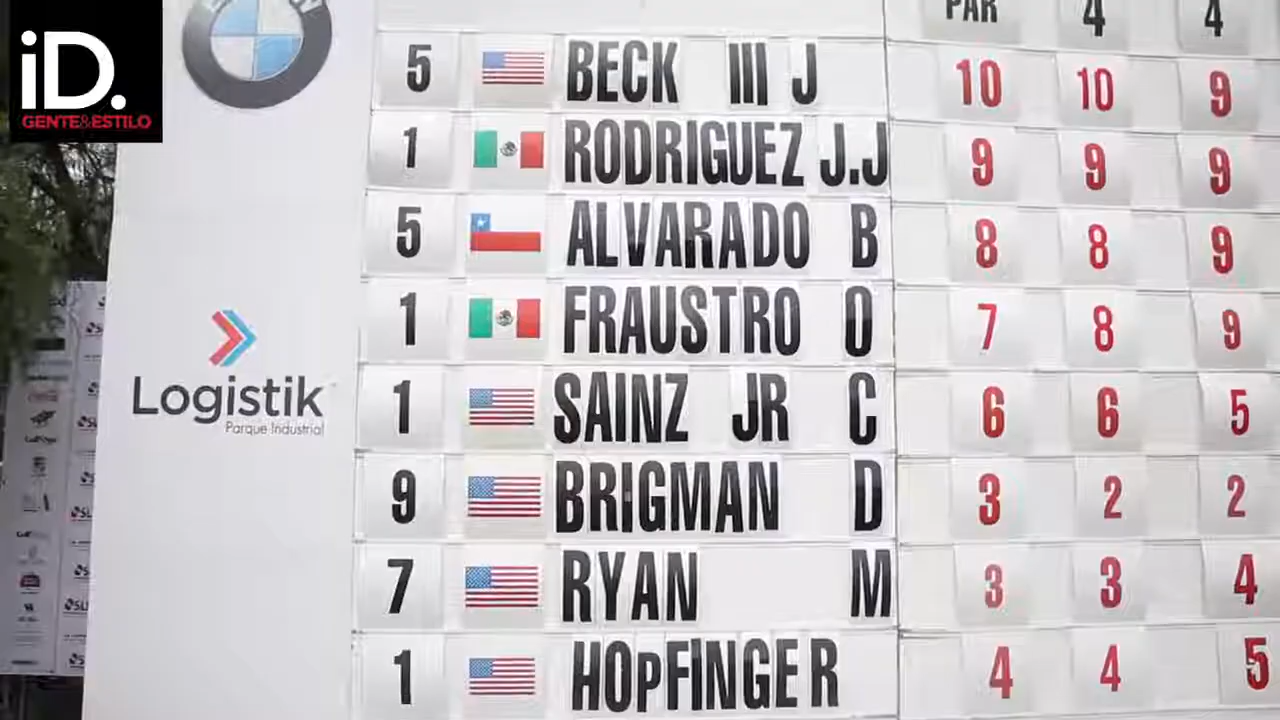 iD.
GENTE&ESTILO
PAR 4 4
5 BECK III J 10 10 9
1 RODRIGUEZ J.J 9 9 9
5 ALVARADO B 8 8 9
1 FRAUSTRO O 7 8 9
1 SAINZ JR C 6 6 5
9 BRIGMAN D 3 2 2
7 RYAN M 3 3 4
1 HOpFINGER 4 4 5
Logistik
Parque Industrial